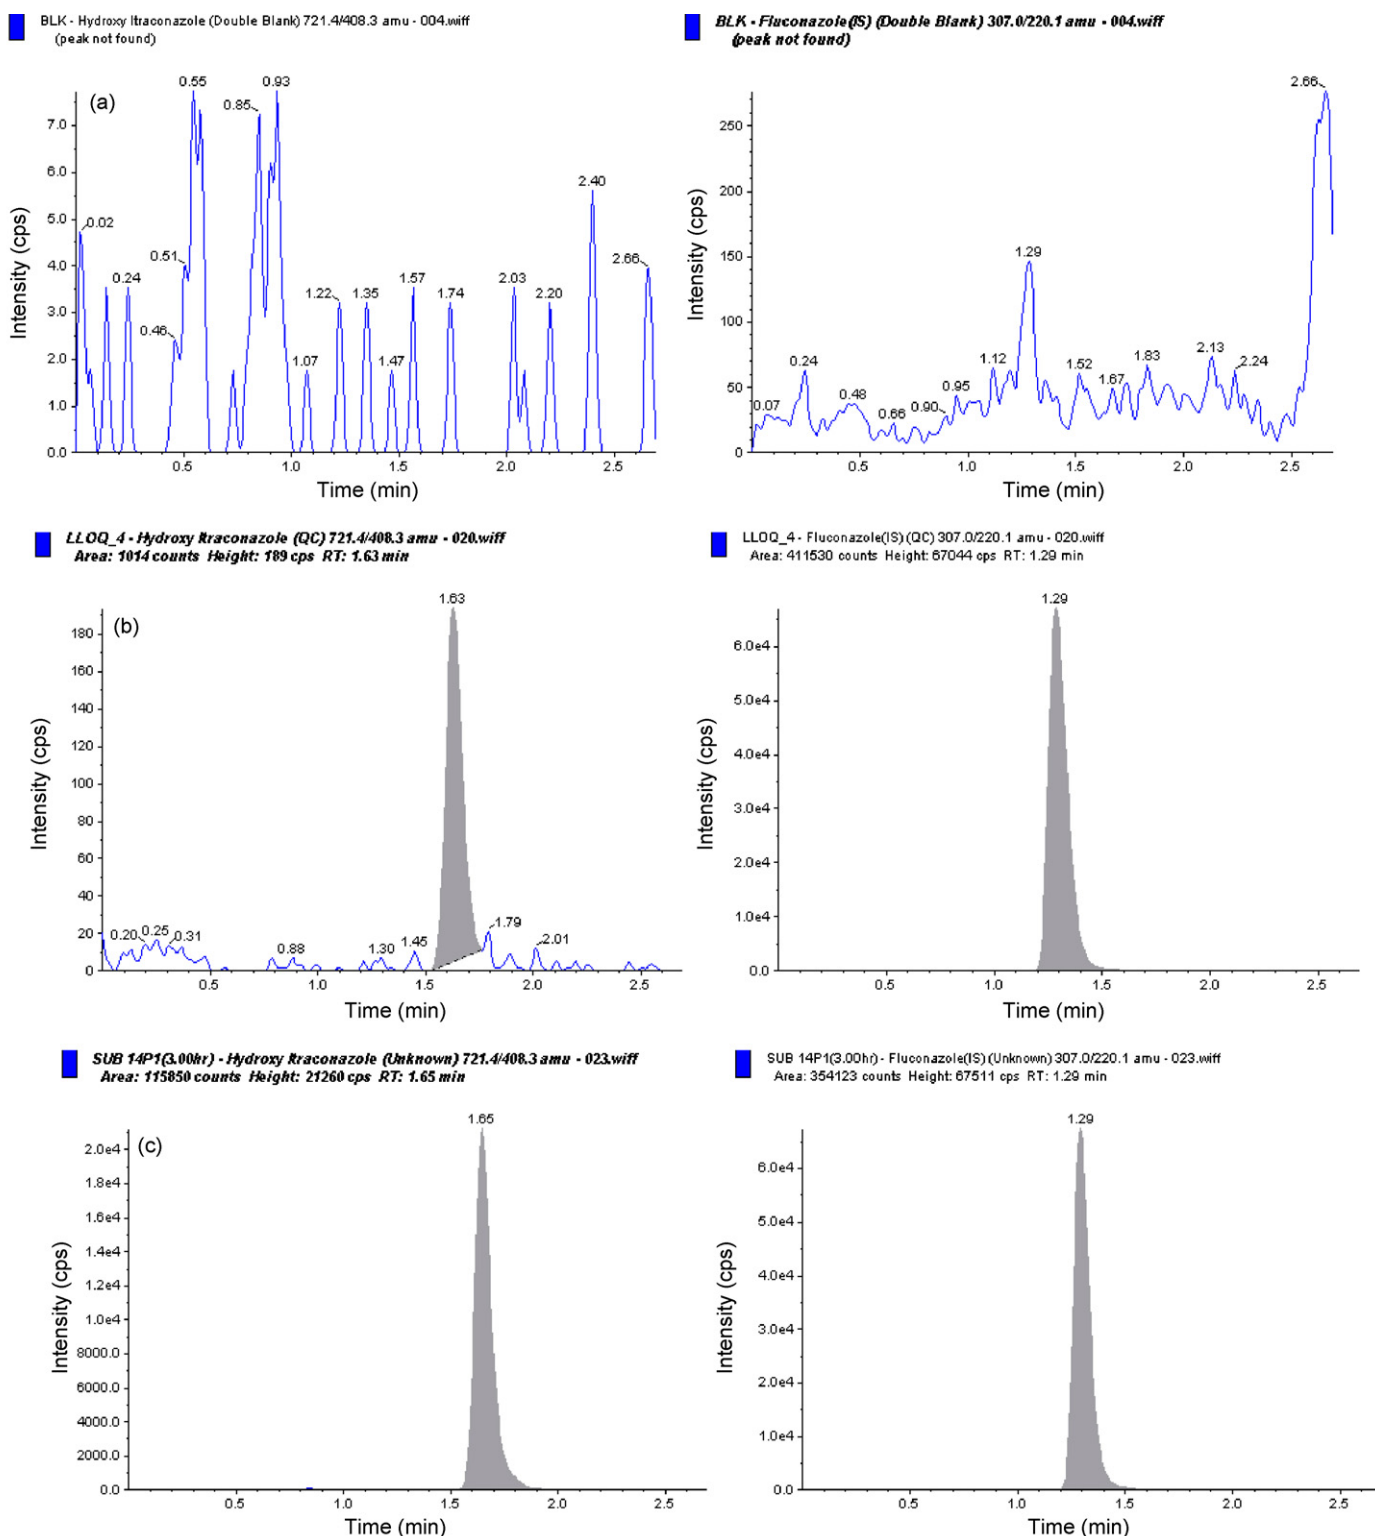 BLK - Hydroxy Itraconazole (Double Blank) 721.4/408.3 amu - 004.wiff
(peak not found)
(a)
Intensity (cps)
7.0
6.0
5.0
4.0
3.0
2.0
1.0
0.0
0.02
0.24
0.46
0.51
0.55
0.85
0.93
1.07
1.22
1.35
1.47
1.57
1.74
2.03
2.20
2.40
2.66
0.5
1.0
1.5
2.0
2.5
Time (min)
BLK - Fluconazole(IS) (Double Blank) 307.0/220.1 amu - 004.wiff
(peak not found)
Intensity (cps)
250
200
150
100
50
0
0.07
0.24
0.48
0.66
0.90
0.95
1.12
1.29
1.52
1.67
1.83
2.13
2.24
2.66
0.5
1.0
1.5
2.0
2.5
Time (min)
LLOQ_4 - Hydroxy Itraconazole (QC) 721.4/408.3 amu - 020.wiff
Area: 1014 counts Height: 189 cps RT: 1.63 min
(b)
Intensity (cps)
180
160
140
120
100
80
60
40
20
0
0.20
0.25
0.31
0.88
1.30
1.45
1.63
1.79
2.01
0.5
1.0
1.5
2.0
2.5
Time (min)
LLOQ_4 - Fluconazole(IS) (QC) 307.0/220.1 amu - 020.wiff
Area: 411530 counts Height: 67044 cps RT: 1.29 min
Intensity (cps)
6.0e4
5.0e4
4.0e4
3.0e4
2.0e4
1.0e4
0.0
1.29
0.5
1.0
1.5
2.0
2.5
Time (min)
SUB 14P1(3.00hr) - Hydroxy Itraconazole (Unknown) 721.4/408.3 amu - 023.wiff
Area: 115850 counts Height: 21260 cps RT: 1.65 min
(c)
Intensity (cps)
2.0e4
1.8e4
1.6e4
1.4e4
1.2e4
1.0e4
8000.0
6000.0
4000.0
2000.0
0.0
1.65
0.5
1.0
1.5
2.0
2.5
Time (min)
SUB 14P1(3.00hr) - Fluconazole(IS) (Unknown) 307.0/220.1 amu - 023.wiff
Area: 354123 counts Height: 67511 cps RT: 1.29 min
Intensity (cps)
6.0e4
5.0e4
4.0e4
3.0e4
2.0e4
1.0e4
0.0
1.29
0.5
1.0
1.5
2.0
2.5
Time (min)